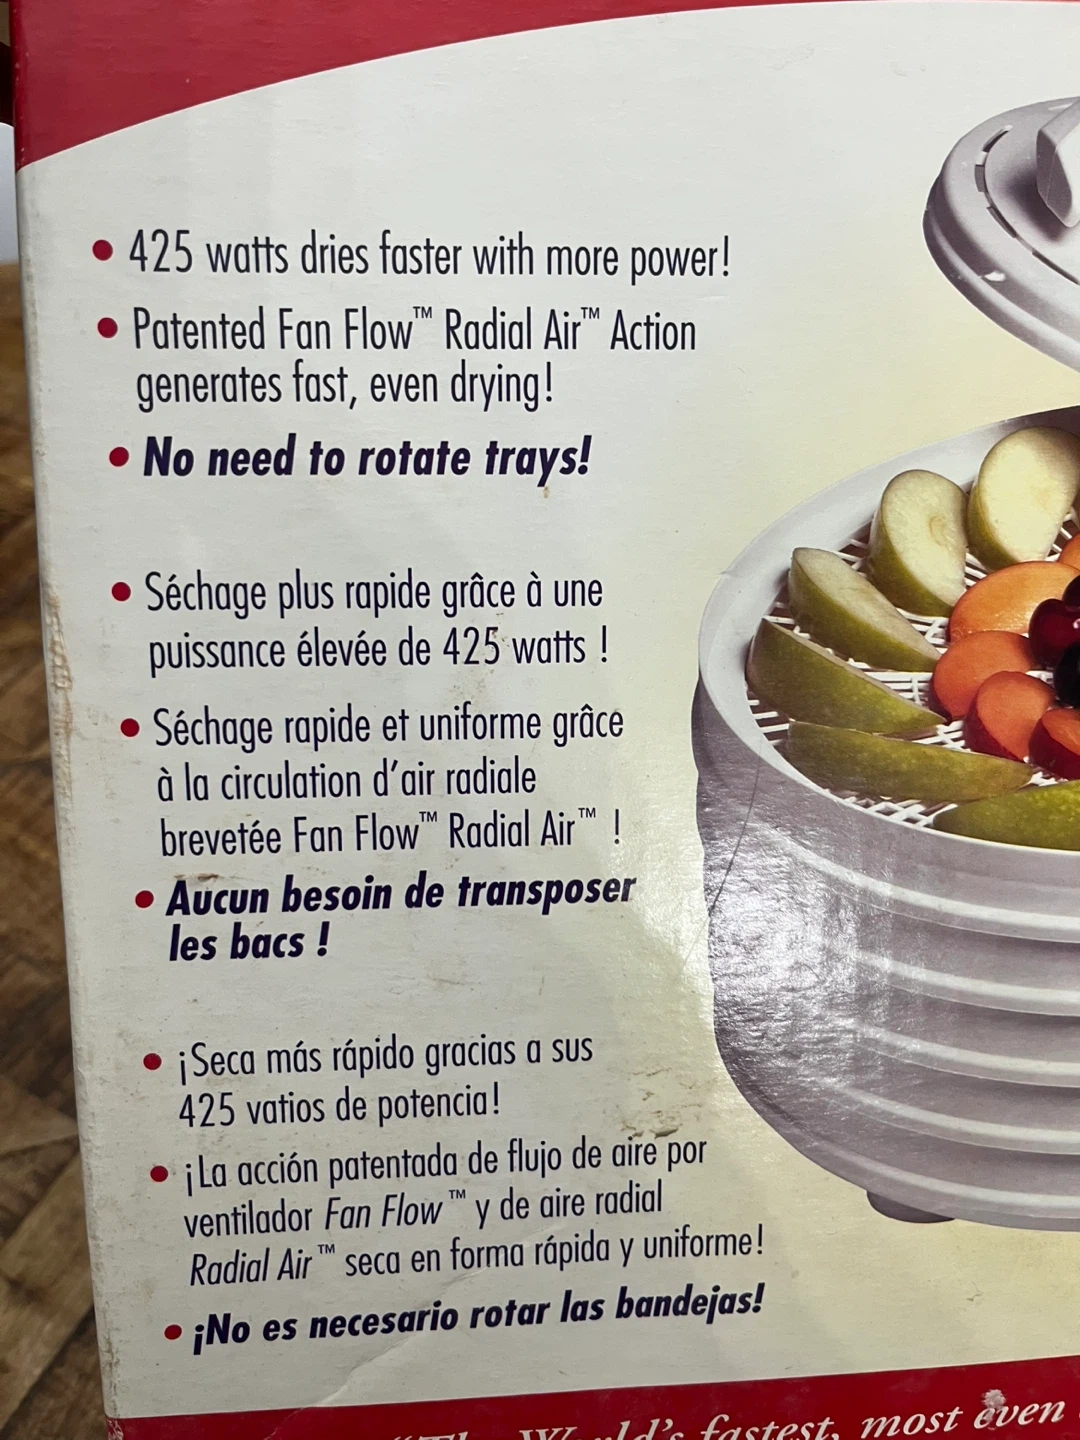 • 425 watts dries faster with more power!
• Patented Fan Flow™ Radial Air™ Action
generates fast, even drying!
• No need to rotate trays!
• Séchage plus rapide grâce à une
puissance élevée de 425 watts !
• Séchage rapide et uniforme grâce
à la circulation d’air radiale
brevetée Fan Flow™ Radial Air™ !
• Aucun besoin de transposer
les bacs !
• ¡Seca más rápido gracias a sus
425 vatios de potencia!
• ¡La acción patentada de flujo de aire por
ventilador Fan Flow™ y de aire radial
Radial Air™ seca en forma rápida y uniforme!
• ¡No es necesario rotar las bandejas!
"The World's fastest, most even